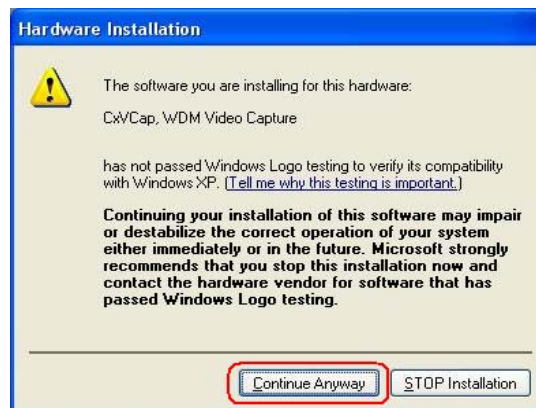 Hardware Installation
The software you are installing for this hardware:
CxVCap, WDM Video Capture
has not passed Windows Logo testing to verify its compatibility
with Windows XP. (Tell me why this testing is important.)
Continuing your installation of this software may impair
or destabilize the correct operation of your system
either immediately or in the future. Microsoft strongly
recommends that you stop this installation now and
contact the hardware vendor for software that has
passed Windows Logo testing.
Continue Anyway
STOP Installation